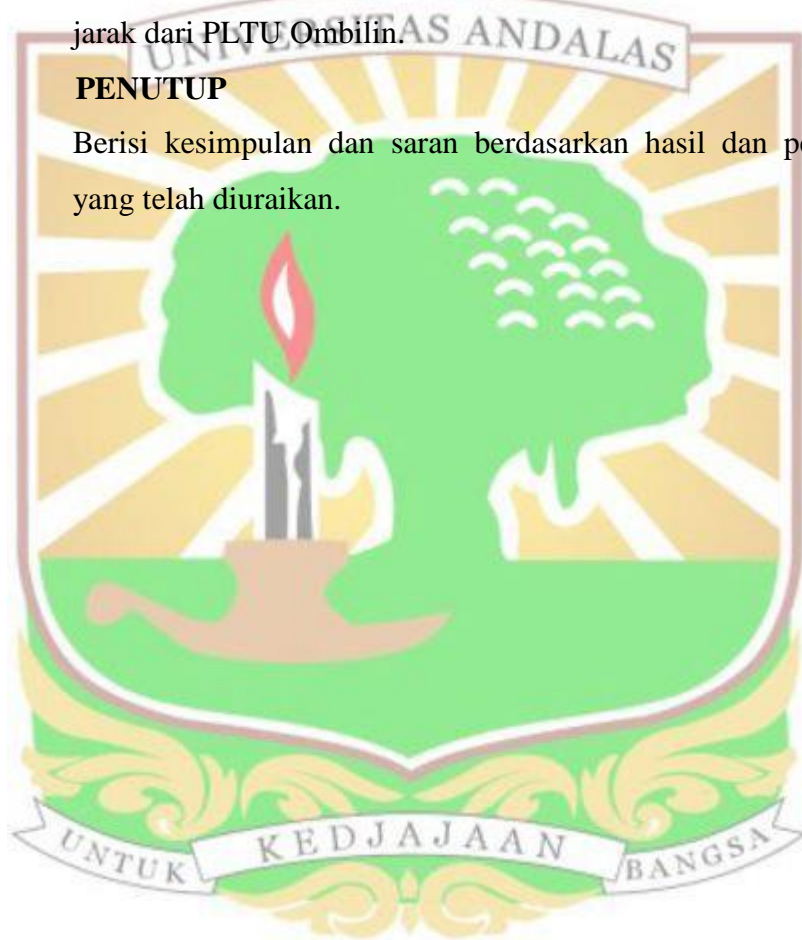 jarak dari PLTU Ombilin.
UNIVERSITAS ANDALAS
PENUTUP
Berisi kesimpulan dan saran berdasarkan hasil dan
yang telah diuraikan.
UNTUK KEDJAJAAN BANGSA